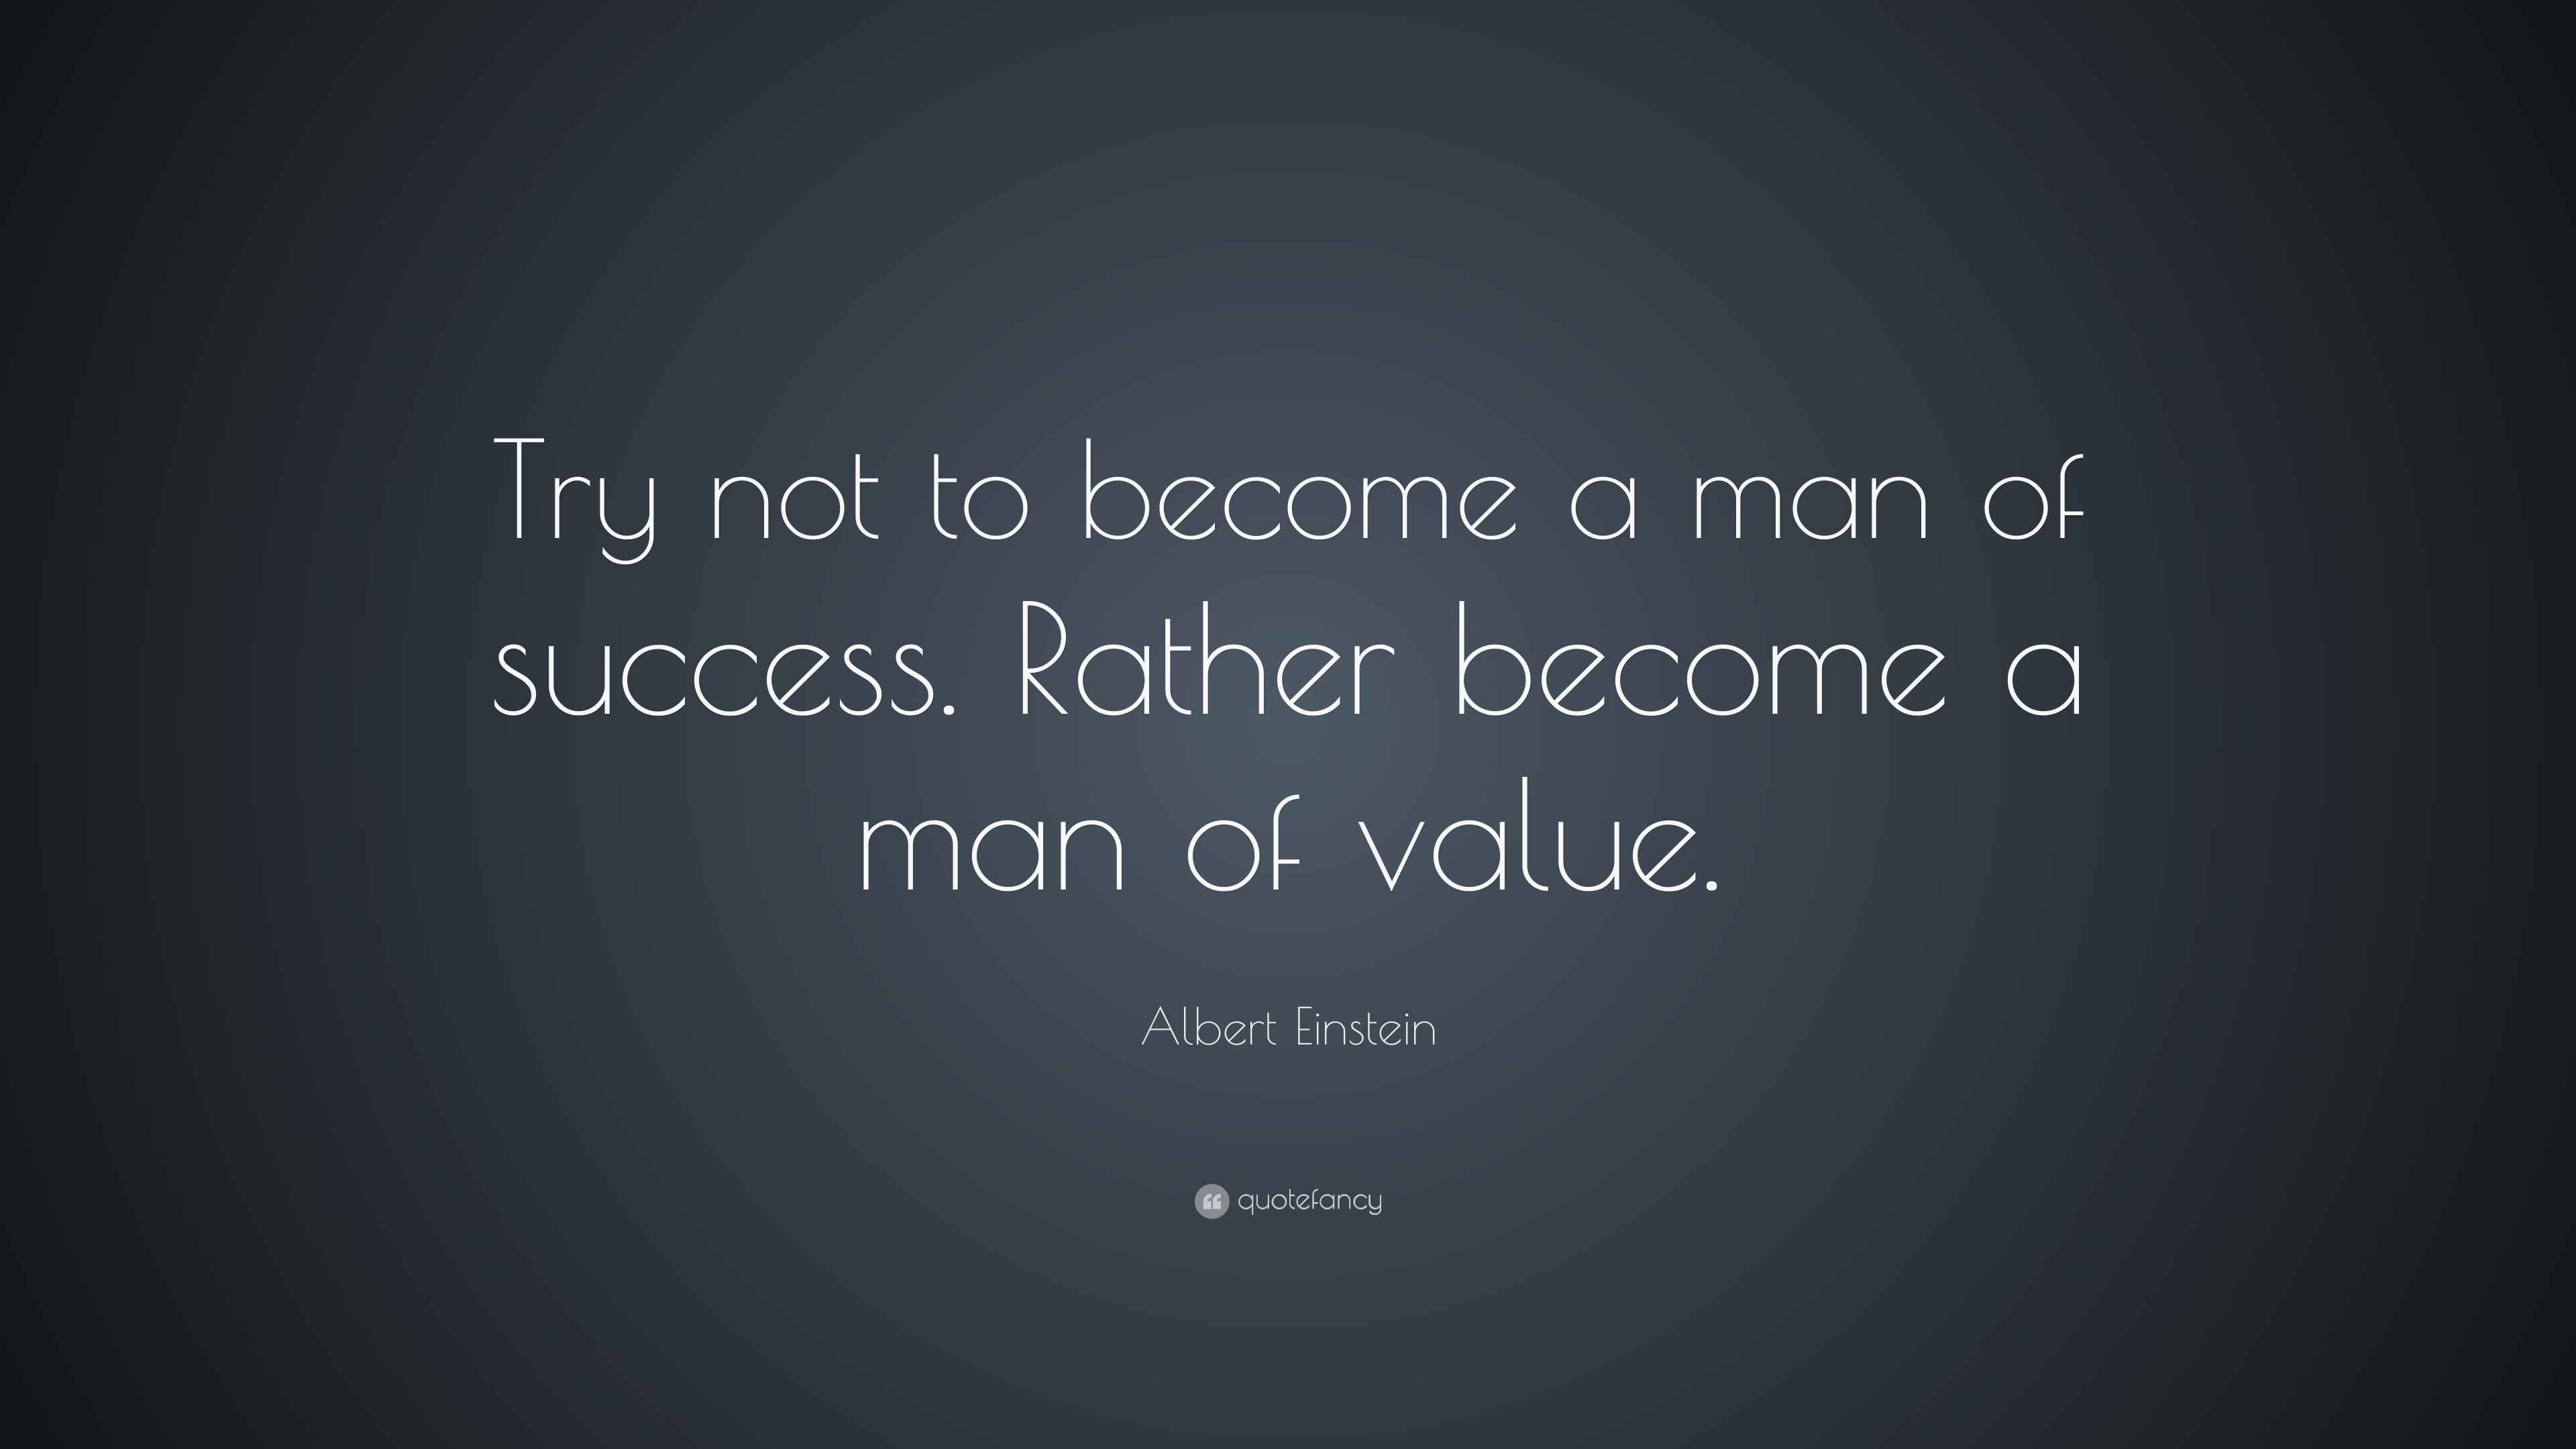 Try not to become a man of
success. Rather become a
man of value.
Albert Einstein
quotefancy